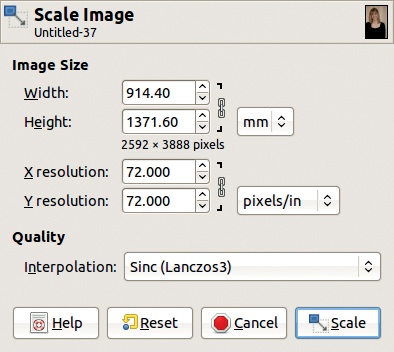 Scale Image
Untitled-37
Image Size
Width: 914.40
Height: 1371.60 mm
2592 × 3888 pixels
X resolution: 72.000
Y resolution: 72.000 pixels/in
Quality
Interpolation: Sinc (Lanczos3)
Help Reset Cancel Scale